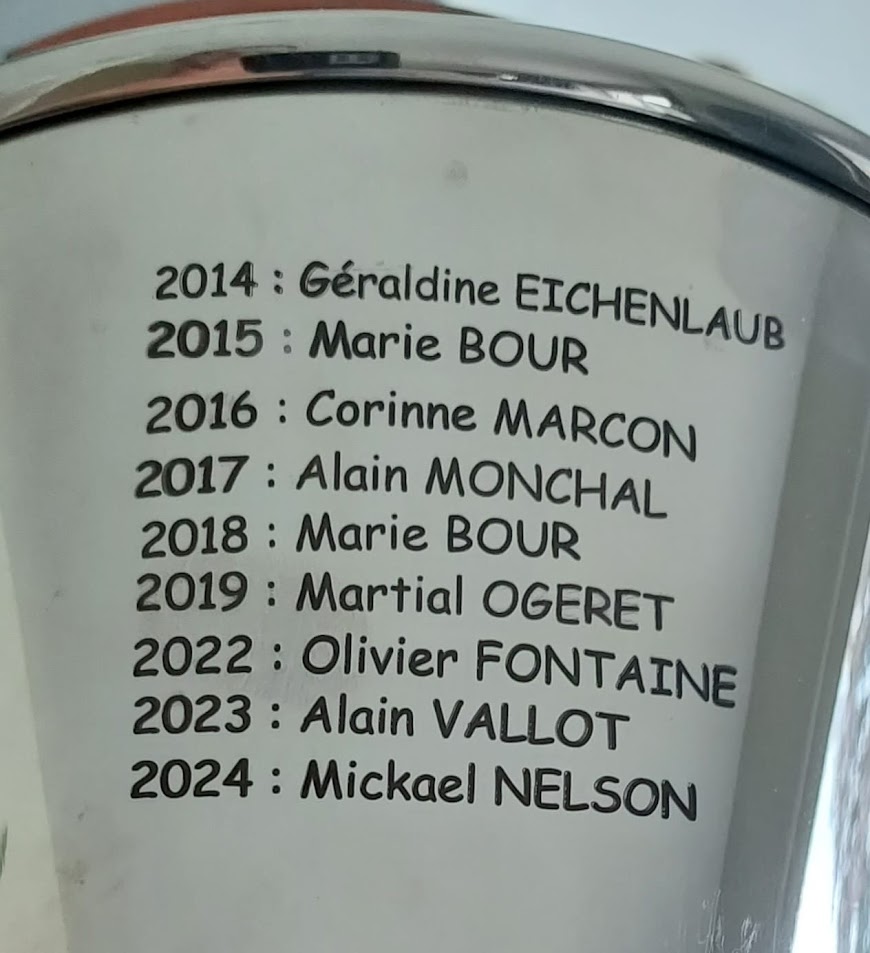 2014 : Géraldine EICHENLAUB
2015 : Marie BOUR
2016 : Corinne MARCON
2017 : Alain MONCHAL
2018 : Marie BOUR
2019 : Martial OGERET
2022 : Olivier FONTAINE
2023 : Alain VALLOT
2024 : Mickael NELSON